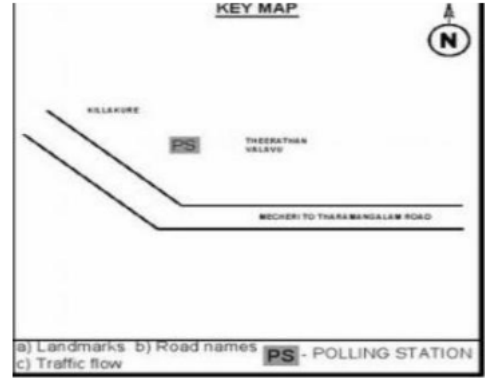 KEY MAP
N
KILLAKURE
PS
THEERATHAN
VALAVU
MECHERI TO THARAMANGALAM ROAD
a) Landmarks b) Road names
c) Traffic flow
PS - POLLING STATION